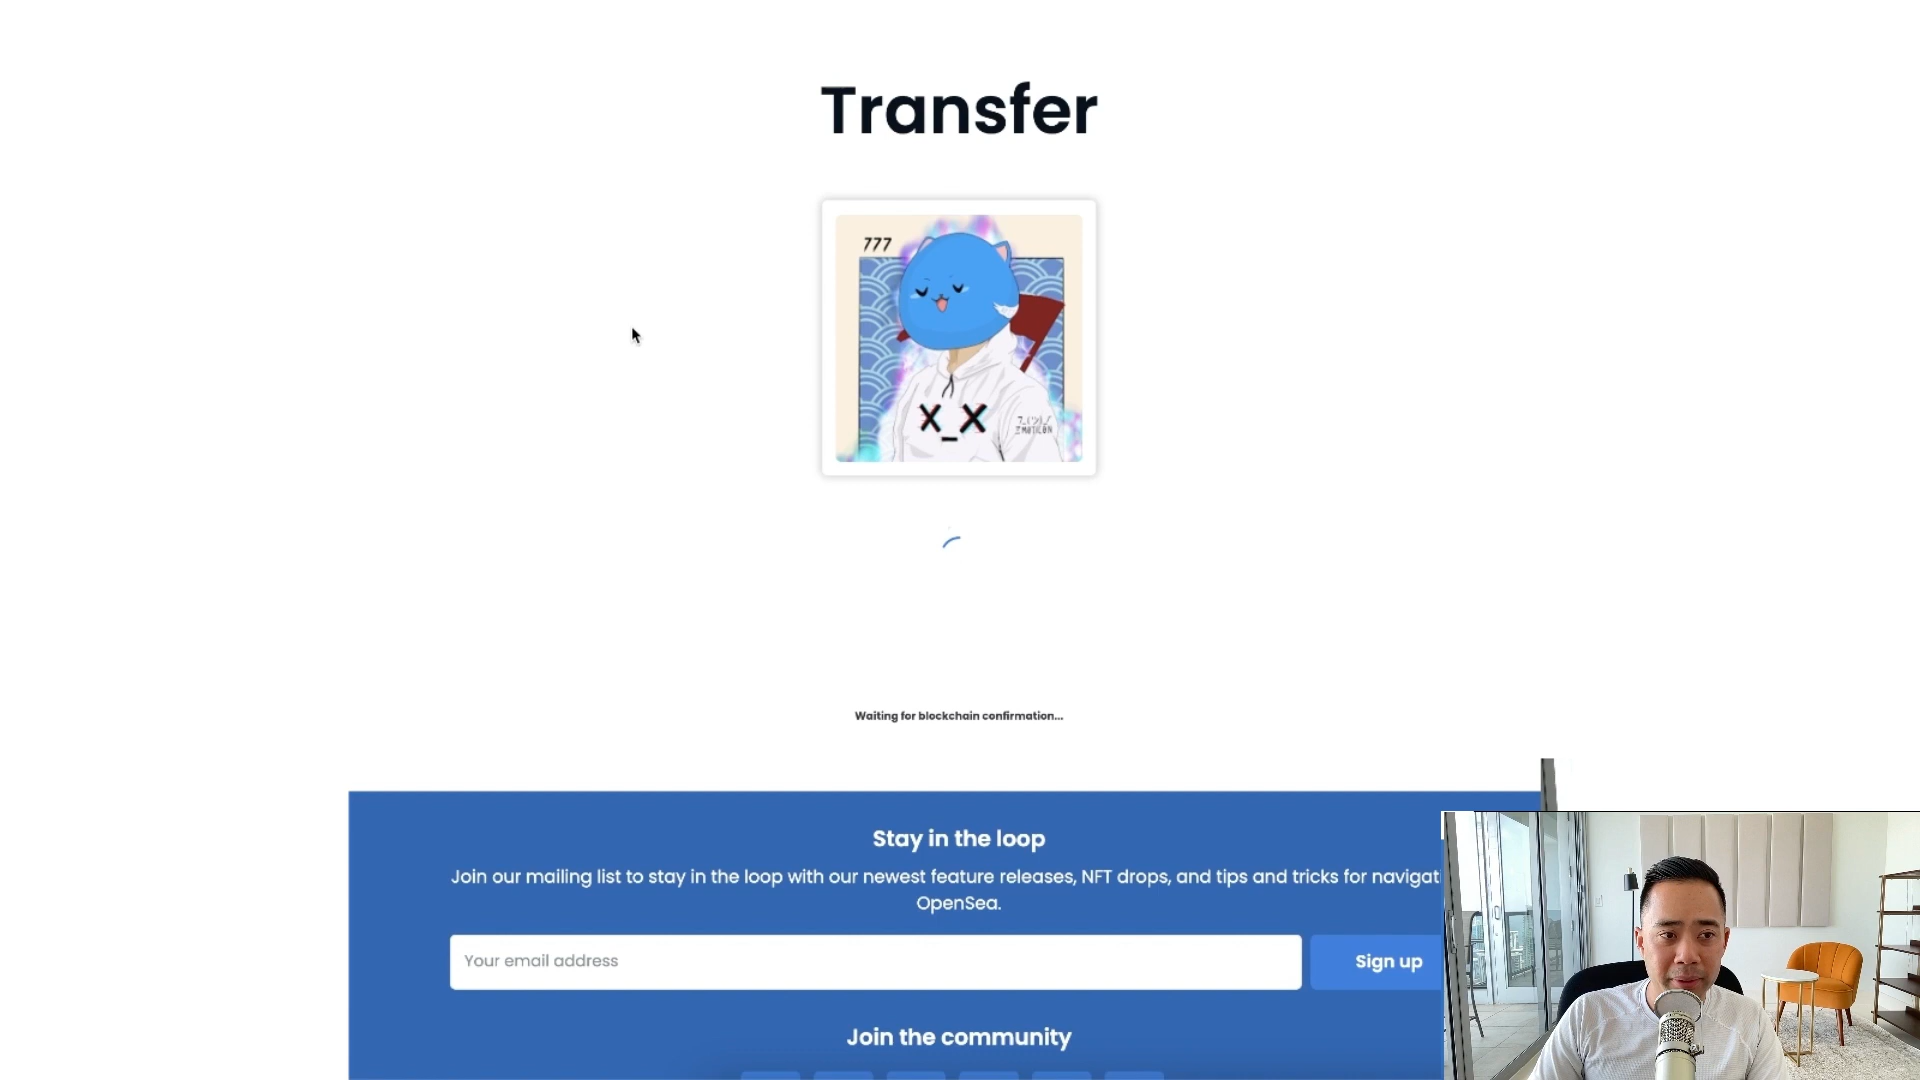 Transfer
777
X_X
Waiting for blockchain confirmation...
Stay in the loop
Join our mailing list to stay in the loop with our newest feature releases, NFT drops, and tips and tricks for
OpenSea.
Your email address
Sign up
Join the community